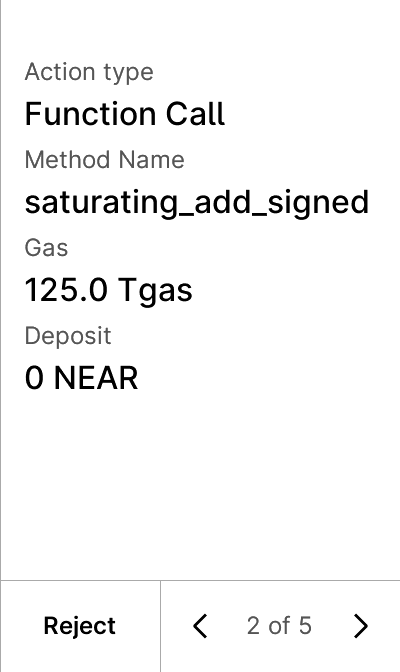 Action type
Function Call
Method Name
saturating_add_signed
Gas
125.0 Tgas
Deposit
0 NEAR
Reject
2 of 5